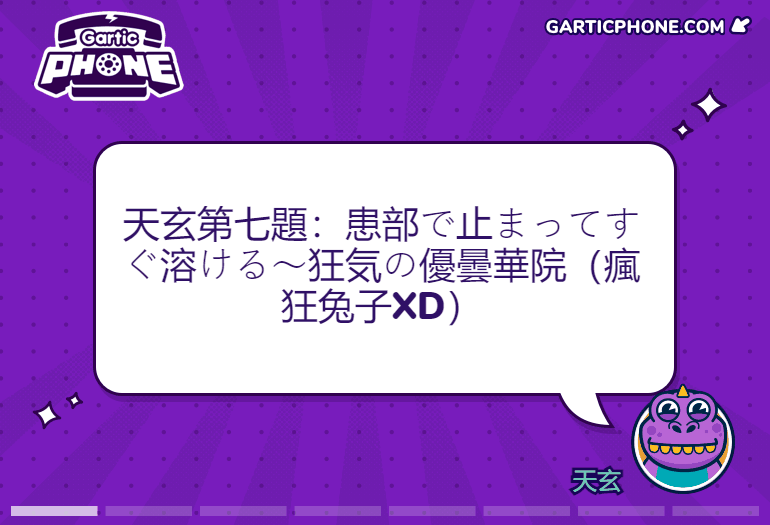 Gartic
PHONE
GARTICPHONE.COM
天玄第七題：患部で止まってす
ぐ溶ける～狂気の優曇華院（瘋
狂兔子XD）
天玄